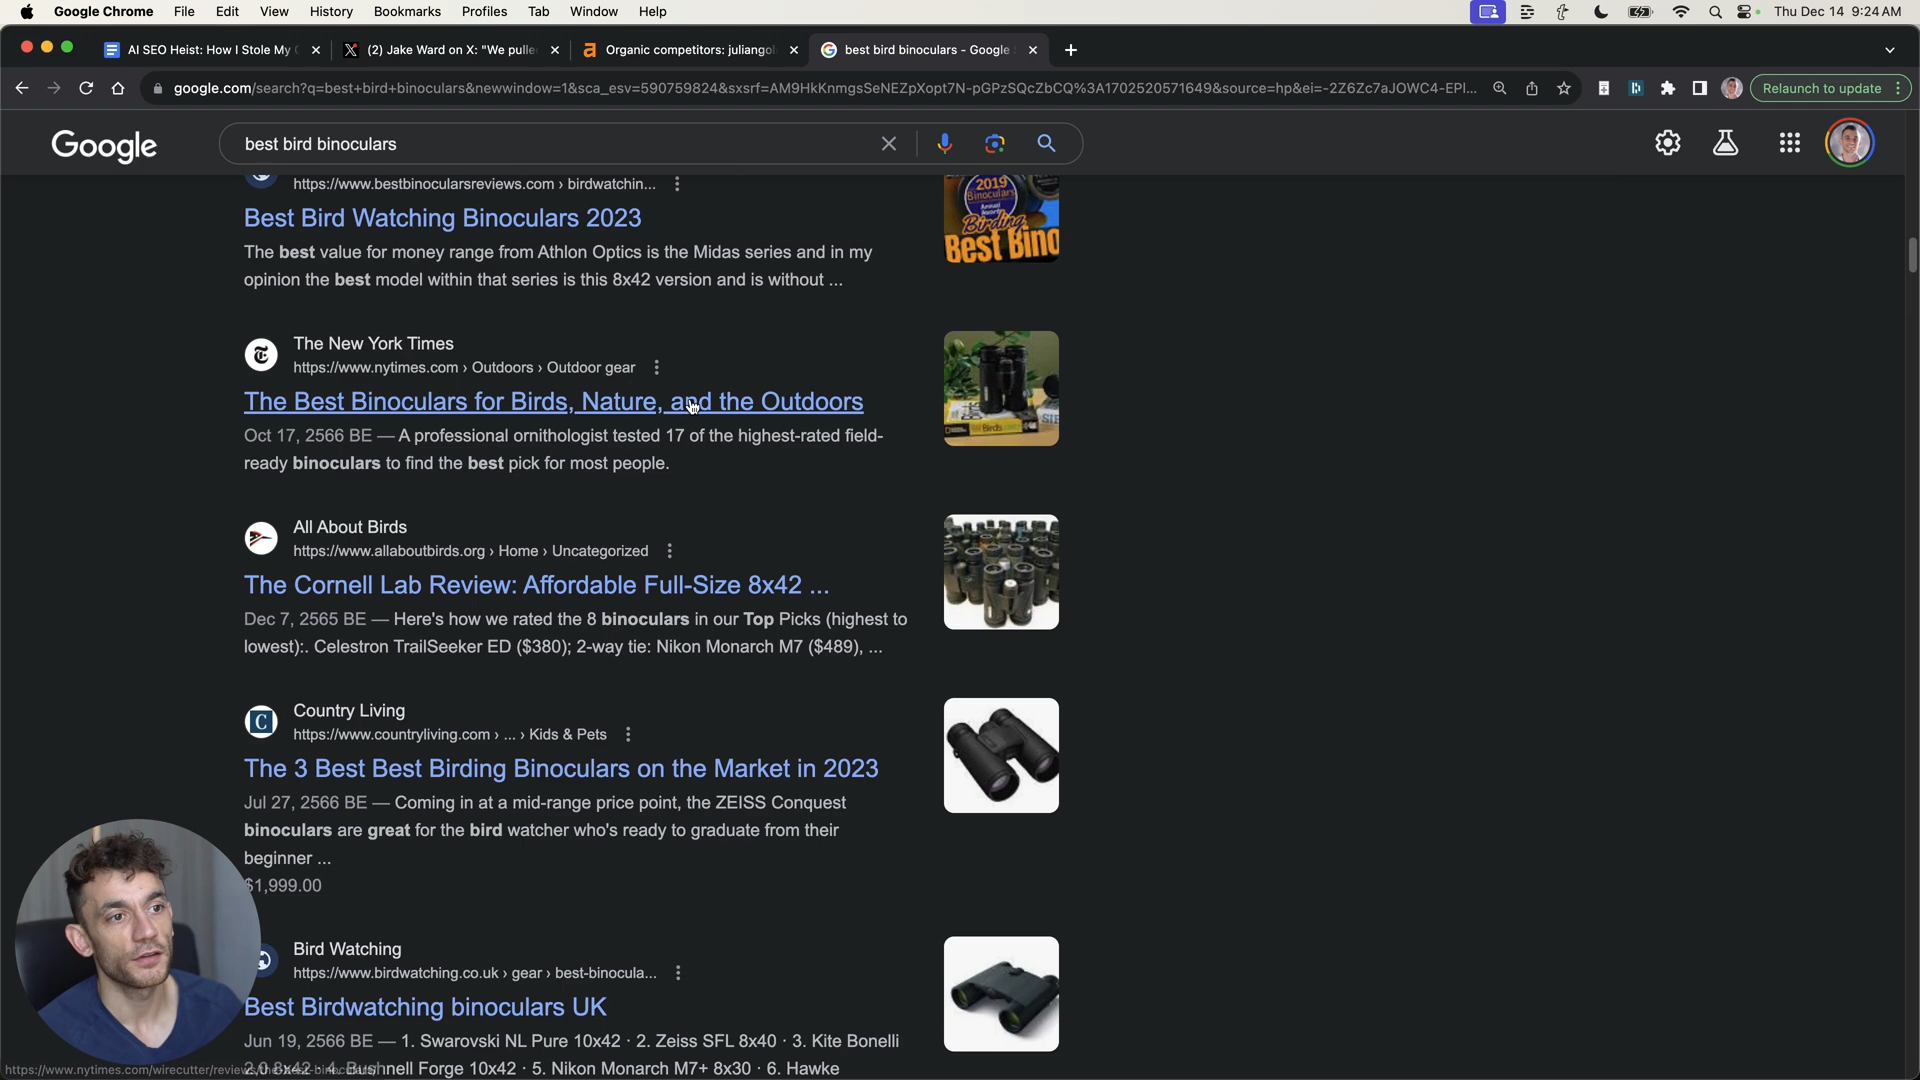 Google Chrome File Edit View History Bookmarks Profiles Tab Window Help
Thu Dec 14 9:24 AM
AI SEO Heist: How I Stole My
(2) Jake Ward on X: "We pulle
Organic competitors: juliangol
best bird binoculars - Google
google.com/search?q=best+bird+binoculars&newwindow=1&sca_esv=590759824&sxsrf=AM9HkKnmgsSeNEZpXopt7N-pGPzSQcZbCQ%3A1702520571649&source=hp&ei=-2Z6Zc7aJOWC4-EPl...
Relaunch to update
Google
best bird binoculars
https://www.bestbinocularsreviews.com › birdwatchin...
Best Bird Watching Binoculars 2023
The best value for money range from Athlon Optics is the Midas series and in my
opinion the best model within that series is this 8x42 version and is without ...
2019
Binoculars
Birding
Best Bino
The New York Times
https://www.nytimes.com › Outdoors › Outdoor gear
The Best Binoculars for Birds, Nature, and the Outdoors
Oct 17, 2566 BE — A professional ornithologist tested 17 of the highest-rated field-
ready binoculars to find the best pick for most people.
Birds
All About Birds
https://www.allaboutbirds.org › Home › Uncategorized
The Cornell Lab Review: Affordable Full-Size 8x42 ...
Dec 7, 2565 BE — Here's how we rated the 8 binoculars in our Top Picks (highest to
lowest):. Celestron TrailSeeker ED ($380); 2-way tie: Nikon Monarch M7 ($489), ...
C
Country Living
https://www.countryliving.com › ... › Kids & Pets
The 3 Best Best Birding Binoculars on the Market in 2023
Jul 27, 2566 BE — Coming in at a mid-range price point, the ZEISS Conquest
binoculars are great for the bird watcher who's ready to graduate from their
beginner ...
$1,999.00
Bird Watching
https://www.birdwatching.co.uk › gear › best-binocula...
Best Birdwatching binoculars UK
Jun 19, 2566 BE — 1. Swarovski NL Pure 10x42 · 2. Zeiss SFL 8x40 · 3. Kite Bonelli
2.0 8x42 · 4. Bushnell Forge 10x42 · 5. Nikon Monarch M7+ 8x30 · 6. Hawke
https://www.nytimes.com/wirecutter/reviews/